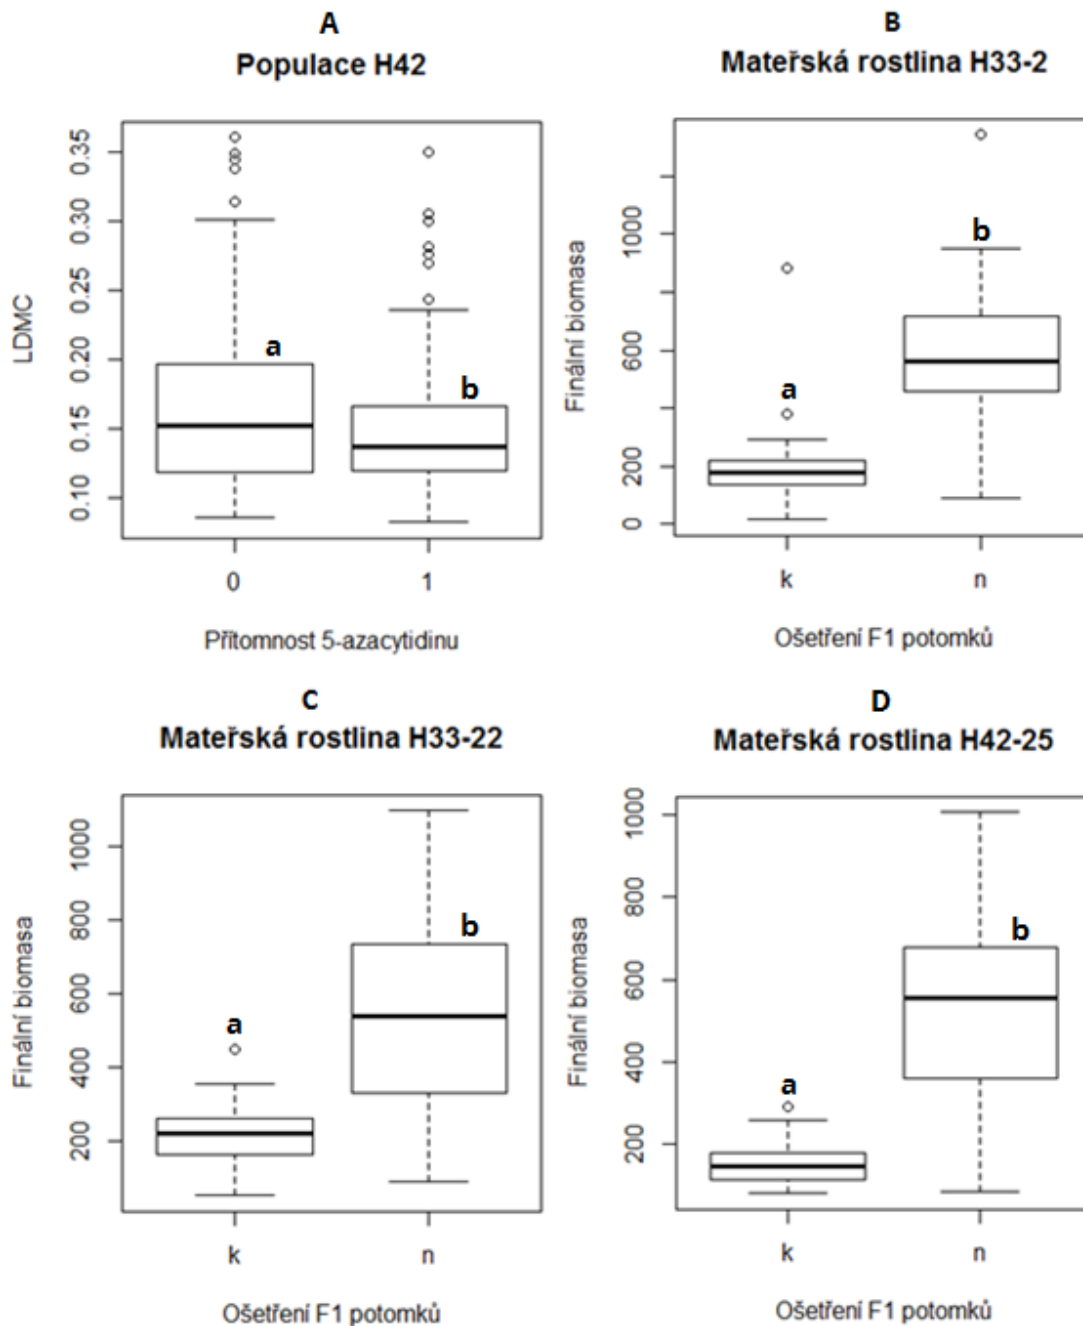 A
Populace H42
LDMC
0.35
0.30
0.25
0.20
0.15
0.10
a
b
0
1
Přítomnost 5-azacytidinu
B
Mateřská rostlina H33-2
Finální biomasa
1000
600
200
0
a
b
k
n
Ošetření F1 potomků
C
Mateřská rostlina H33-22
Finální biomasa
1000
800
600
400
200
a
b
k
n
Ošetření F1 potomků
D
Mateřská rostlina H42-25
Finální biomasa
1000
800
600
400
200
a
b
k
n
Ošetření F1 potomků